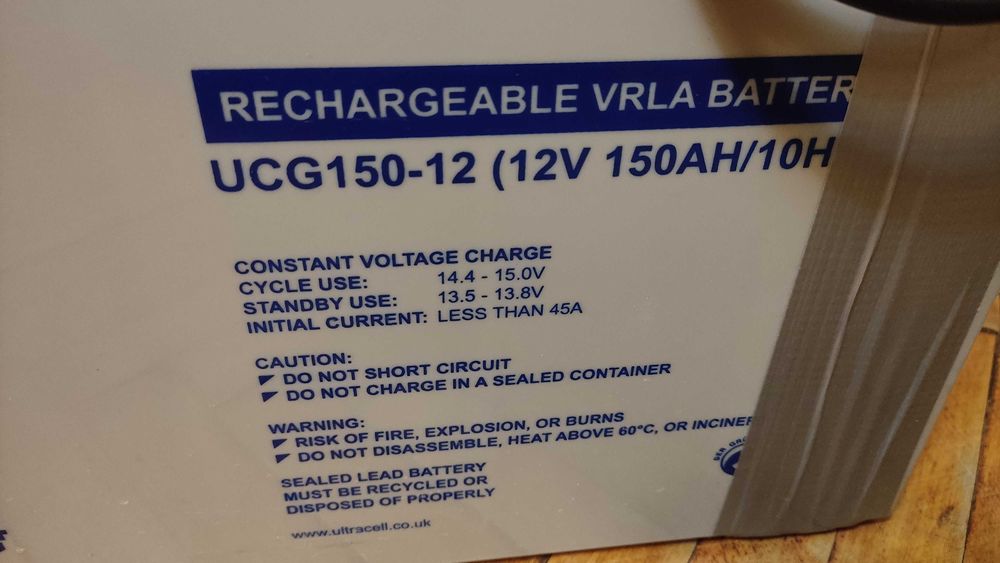 RECHARGEABLE VRLA BATTER
UCG150-12 (12V 150AH/10H
CONSTANT VOLTAGE CHARGE
CYCLE USE: 14.4 - 15.0V
STANDBY USE: 13.5 - 13.8V
INITIAL CURRENT: LESS THAN 45A
CAUTION:
DO NOT SHORT CIRCUIT
DO NOT CHARGE IN A SEALED CONTAINER
WARNING:
RISK OF FIRE, EXPLOSION, OR BURNS
DO NOT DISASSEMBLE, HEAT ABOVE 60°C, OR INCINER
SEALED LEAD BATTERY
MUST BE RECYCLED OR
DISPOSED OF PROPERLY
www.ultracell.co.uk